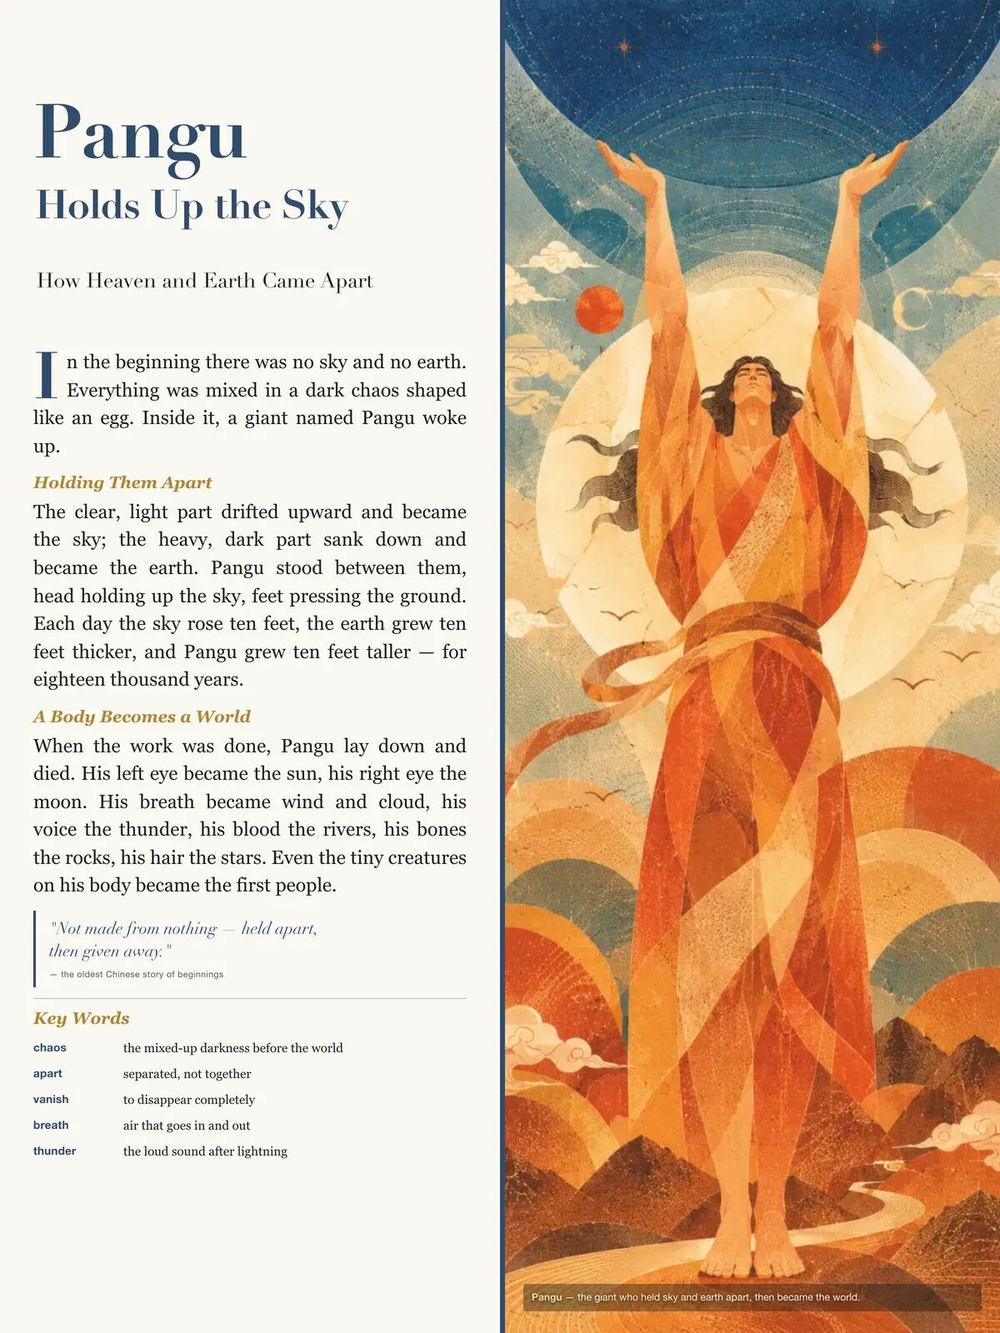 Pangu
Holds Up the Sky
How Heaven and Earth Came Apart
In the beginning there was no sky and no earth.
Everything was mixed in a dark chaos shaped
like an egg. Inside it, a giant named Pangu woke
up.
Holding Them Apart
The clear, light part drifted upward and became
the sky; the heavy, dark part sank down and
became the earth. Pangu stood between them,
head holding up the sky, feet pressing the ground.
Each day the sky rose ten feet, the earth grew ten
feet thicker, and Pangu grew ten feet taller — for
eighteen thousand years.
A Body Becomes a World
When the work was done, Pangu lay down and
died. His left eye became the sun, his right eye the
moon. His breath became wind and cloud, his
voice the thunder, his blood the rivers, his bones
the rocks, his hair the stars. Even the tiny creatures
on his body became the first people.
"Not made from nothing — held apart,
then given away."
— the oldest Chinese story of beginnings
Key Words
chaos the mixed-up darkness before the world
apart separated, not together
vanish to disappear completely
breath air that goes in and out
thunder the loud sound after lightning
Pangu — the giant who held sky and earth apart, then became the world.